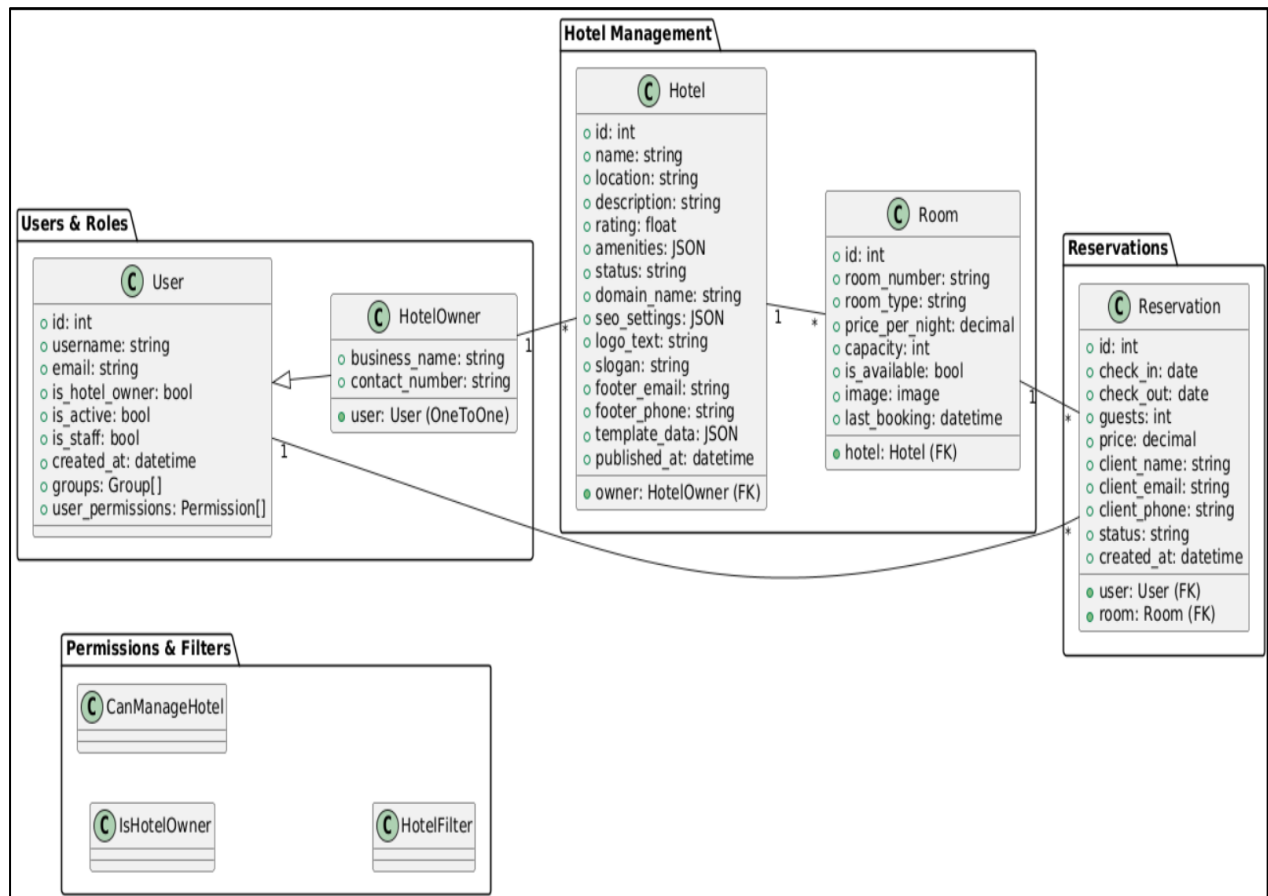 Users & Roles
C User
id: int
username: string
email: string
is_hotel_owner: bool
is_active: bool
is_staff: bool
created_at: datetime
groups: Group[]
user_permissions: Permission[]
C HotelOwner
business_name: string
contact_number: string
user: User (OneToOne)
1
*
1
*
Hotel Management
C Hotel
id: int
name: string
location: string
description: string
rating: float
amenities: JSON
status: string
domain_name: string
seo_settings: JSON
logo_text: string
slogan: string
footer_email: string
footer_phone: string
template_data: JSON
published_at: datetime
owner: HotelOwner (FK)
1
*
C Room
id: int
room_number: string
room_type: string
price_per_night: decimal
capacity: int
is_available: bool
image: image
last_booking: datetime
hotel: Hotel (FK)
1
*
Reservations
C Reservation
id: int
check_in: date
check_out: date
guests: int
price: decimal
client_name: string
client_email: string
client_phone: string
status: string
created_at: datetime
user: User (FK)
room: Room (FK)
Permissions & Filters
C CanManageHotel
C IsHotelOwner
C HotelFilter